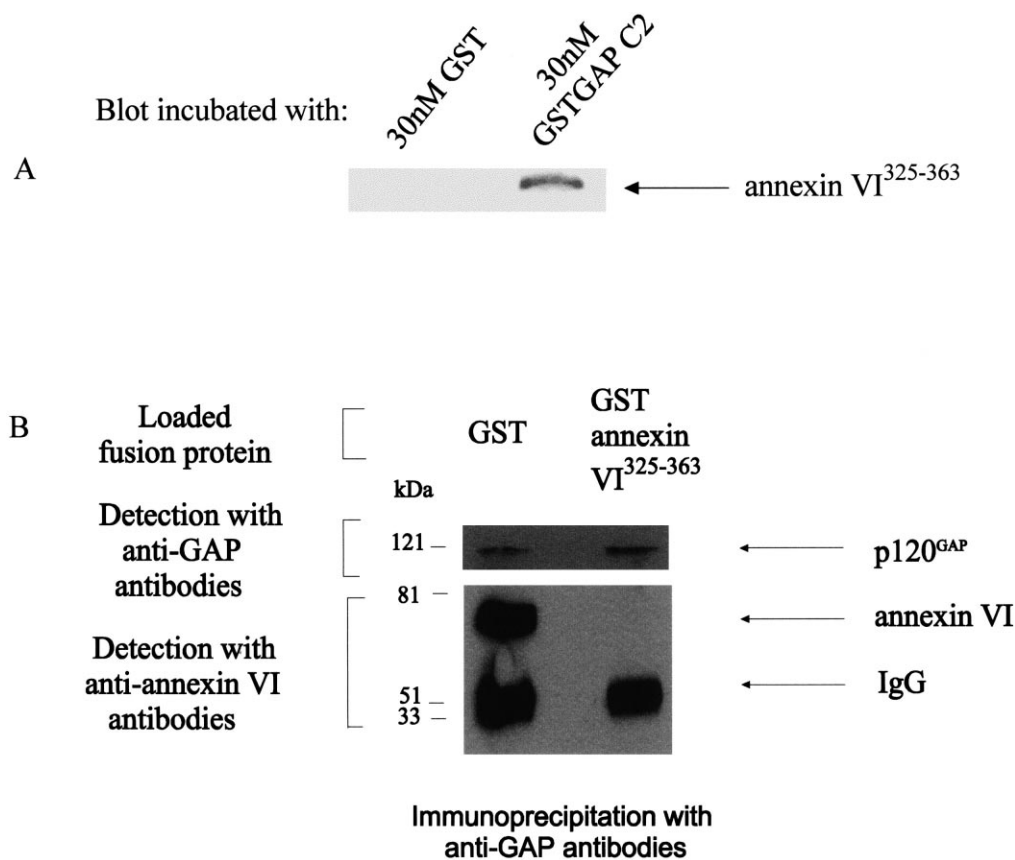 Blot incubated with:
30nM GST
30nM
GSTGAP C2
A
annexin VI³²⁵⁻³⁶³
B
Loaded
fusion protein
GST
GST
annexin
VI³²⁵⁻³⁶³
kDa
Detection with
anti-GAP
antibodies
121
p120ᴳᴬᴾ
81
annexin VI
Detection with
anti-annexin VI
antibodies
51
33
IgG
Immunoprecipitation with
anti-GAP antibodies